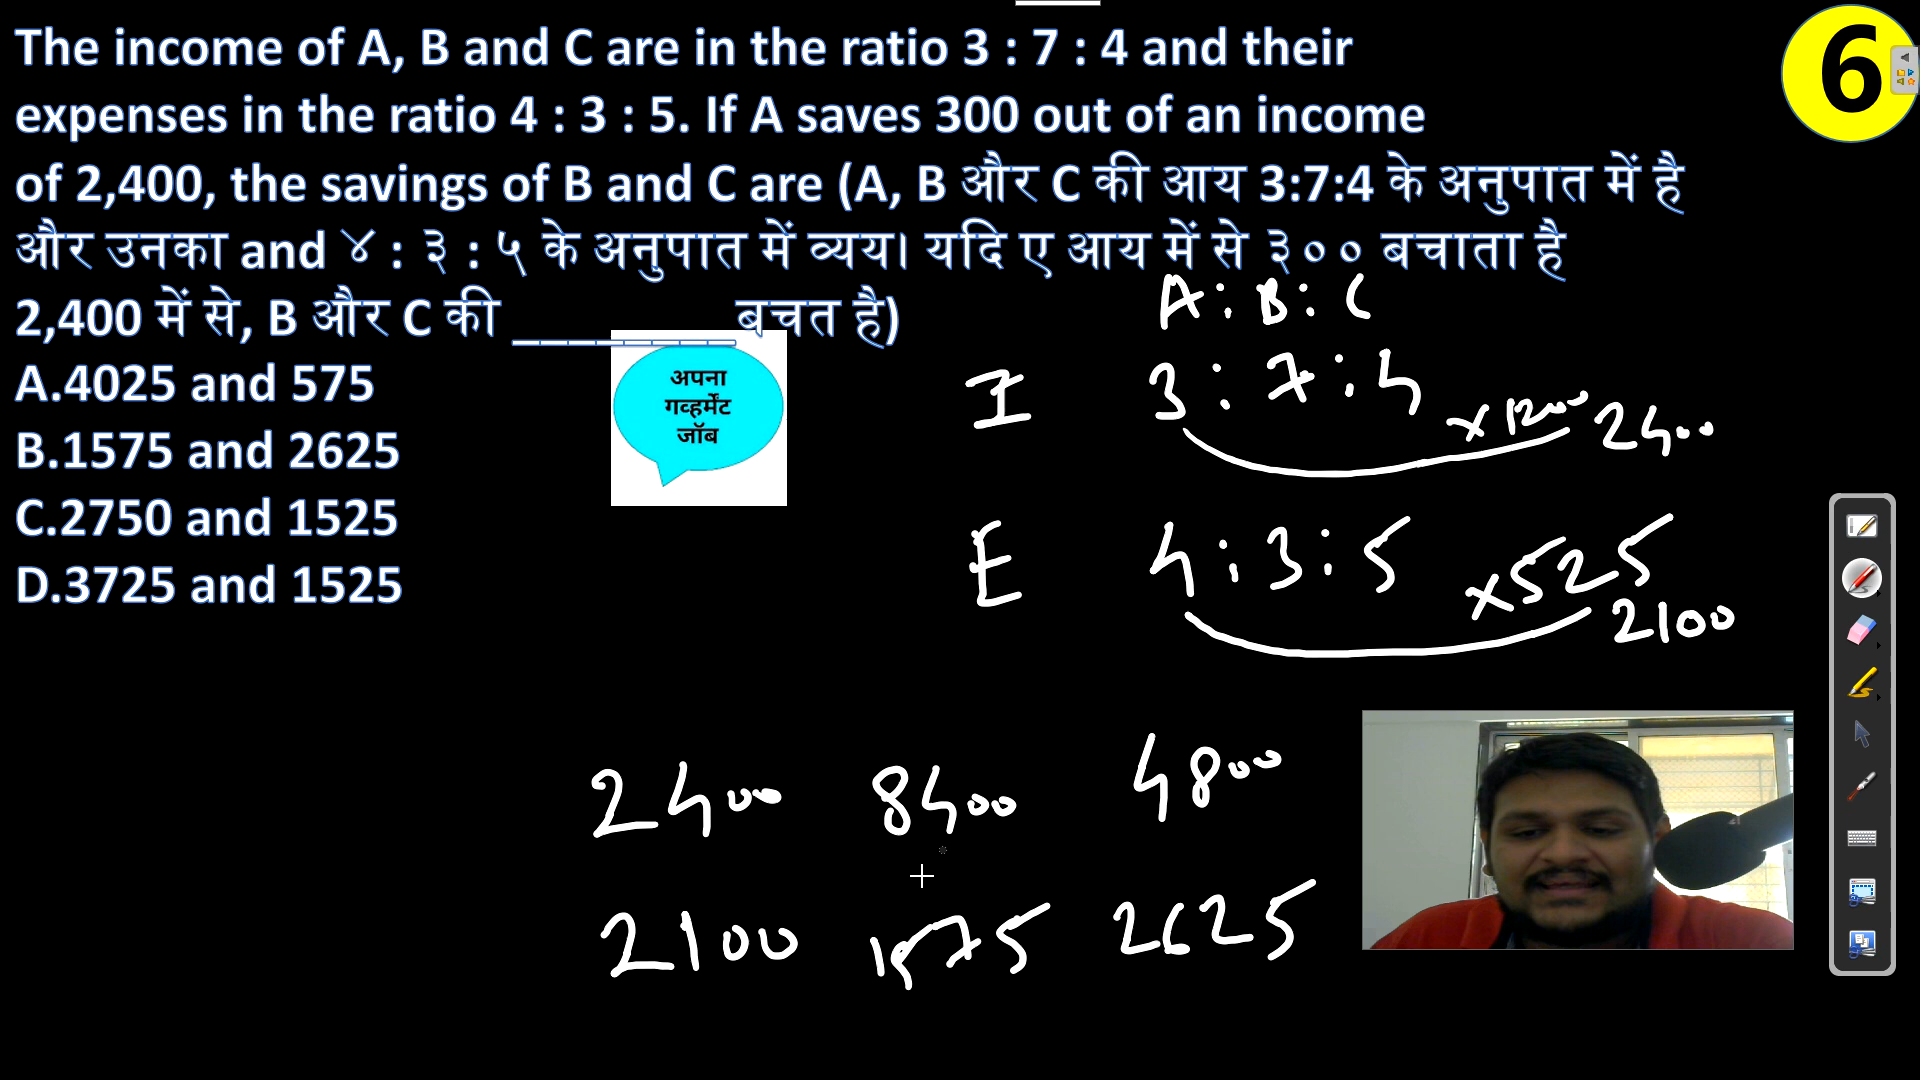 The income of A, B and C are in the ratio 3 : 7 : 4 and their
expenses in the ratio 4 : 3 : 5. If A saves 300 out of an income
of 2,400, the savings of B and C are (A, B और C की आय 3:7:4 के अनुपात में है
और उनका and ४ : ३ : ५ के अनुपात में व्यय। यदि ए आय में से ३०० बचाता है
2,400 में से, B और C की ________ बचत है)
A.4025 and 575
B.1575 and 2625
C.2750 and 1525
D.3725 and 1525
6
अपना
गव्हर्मेंट
जॉब
A : B : C
I 3 : 7 : 4 x1200 2400
E 4 : 3 : 5 x525 2100
2400 8400 4800
2100 1575 2625